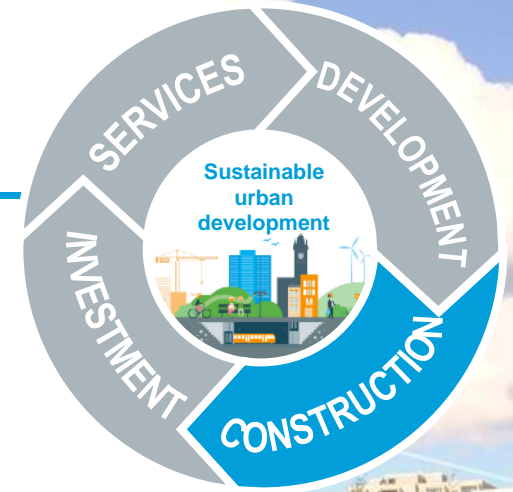 SERVICES
DEVELOPMENT
Sustainable
urban
development
INVESTMENT
CONSTRUCTION
M